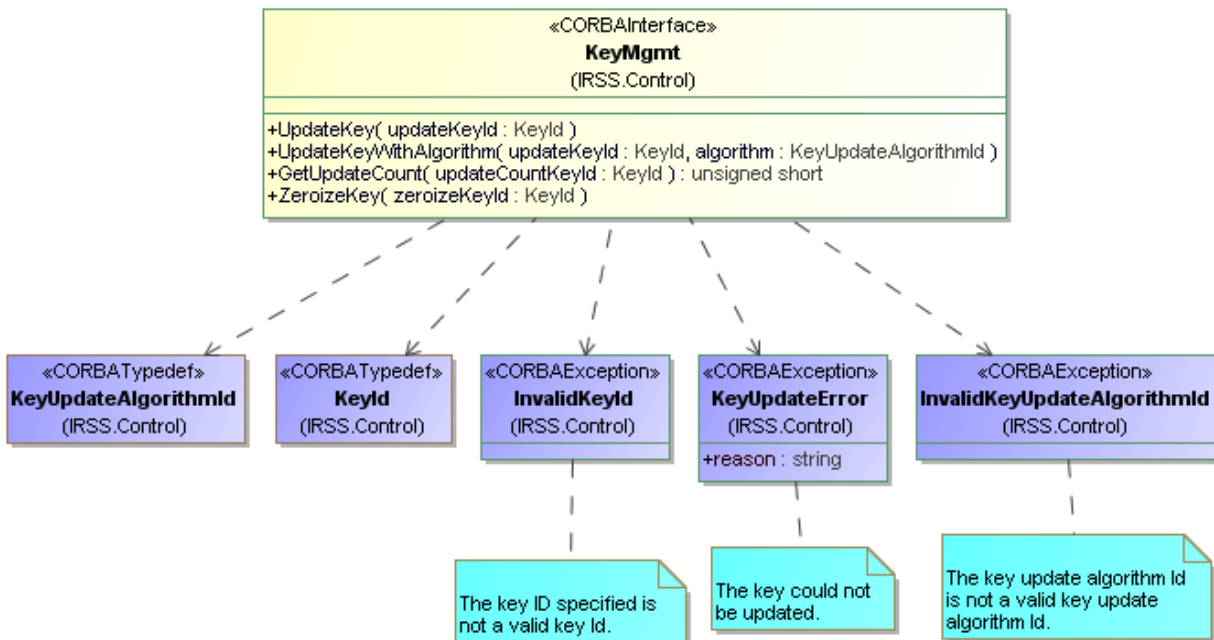 «CORBAInterface»
KeyMgmt
(IRSS.Control)
+UpdateKey( updateKeyId : KeyId )
+UpdateKeyWithAlgorithm( updateKeyId : KeyId, algorithm : KeyUpdateAlgorithmId )
+GetUpdateCount( updateCountKeyId : KeyId ) : unsigned short
+ZeroizeKey( zeroizeKeyId : KeyId )
«CORBATypedef»
KeyUpdateAlgorithmId
(IRSS.Control)
«CORBATypedef»
KeyId
(IRSS.Control)
«CORBAException»
InvalidKeyId
(IRSS.Control)
«CORBAException»
KeyUpdateError
(IRSS.Control)
+reason : string
«CORBAException»
InvalidKeyUpdateAlgorithmId
(IRSS.Control)
The key ID specified is
not a valid key Id.
The key could not
be updated.
The key update algorithm Id
is not a valid key update
algorithm Id.